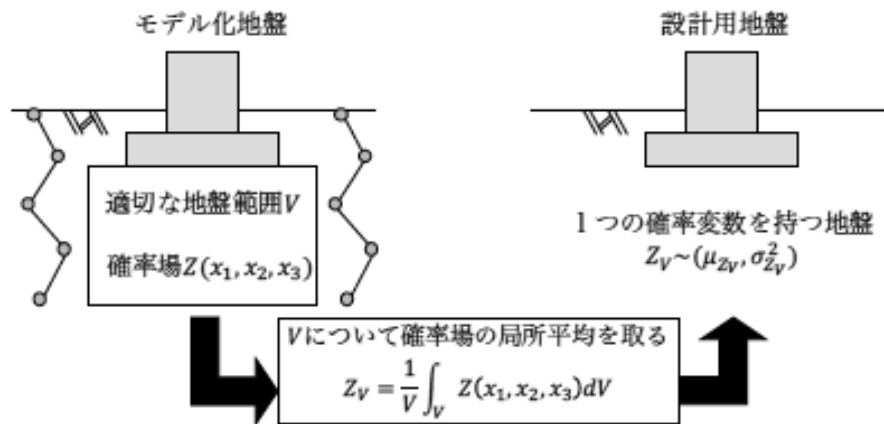 モデル化地盤
設計用地盤
適切な地盤範囲V
確率場Z(x₁, x₂, x₃)
1つの確率変数を持つ地盤
Z_V~(μ_{Z_V}, σ²_{Z_V})
Vについて確率場の局所平均を取る
Z_V = 1/V ∫_V Z(x₁, x₂, x₃)dV